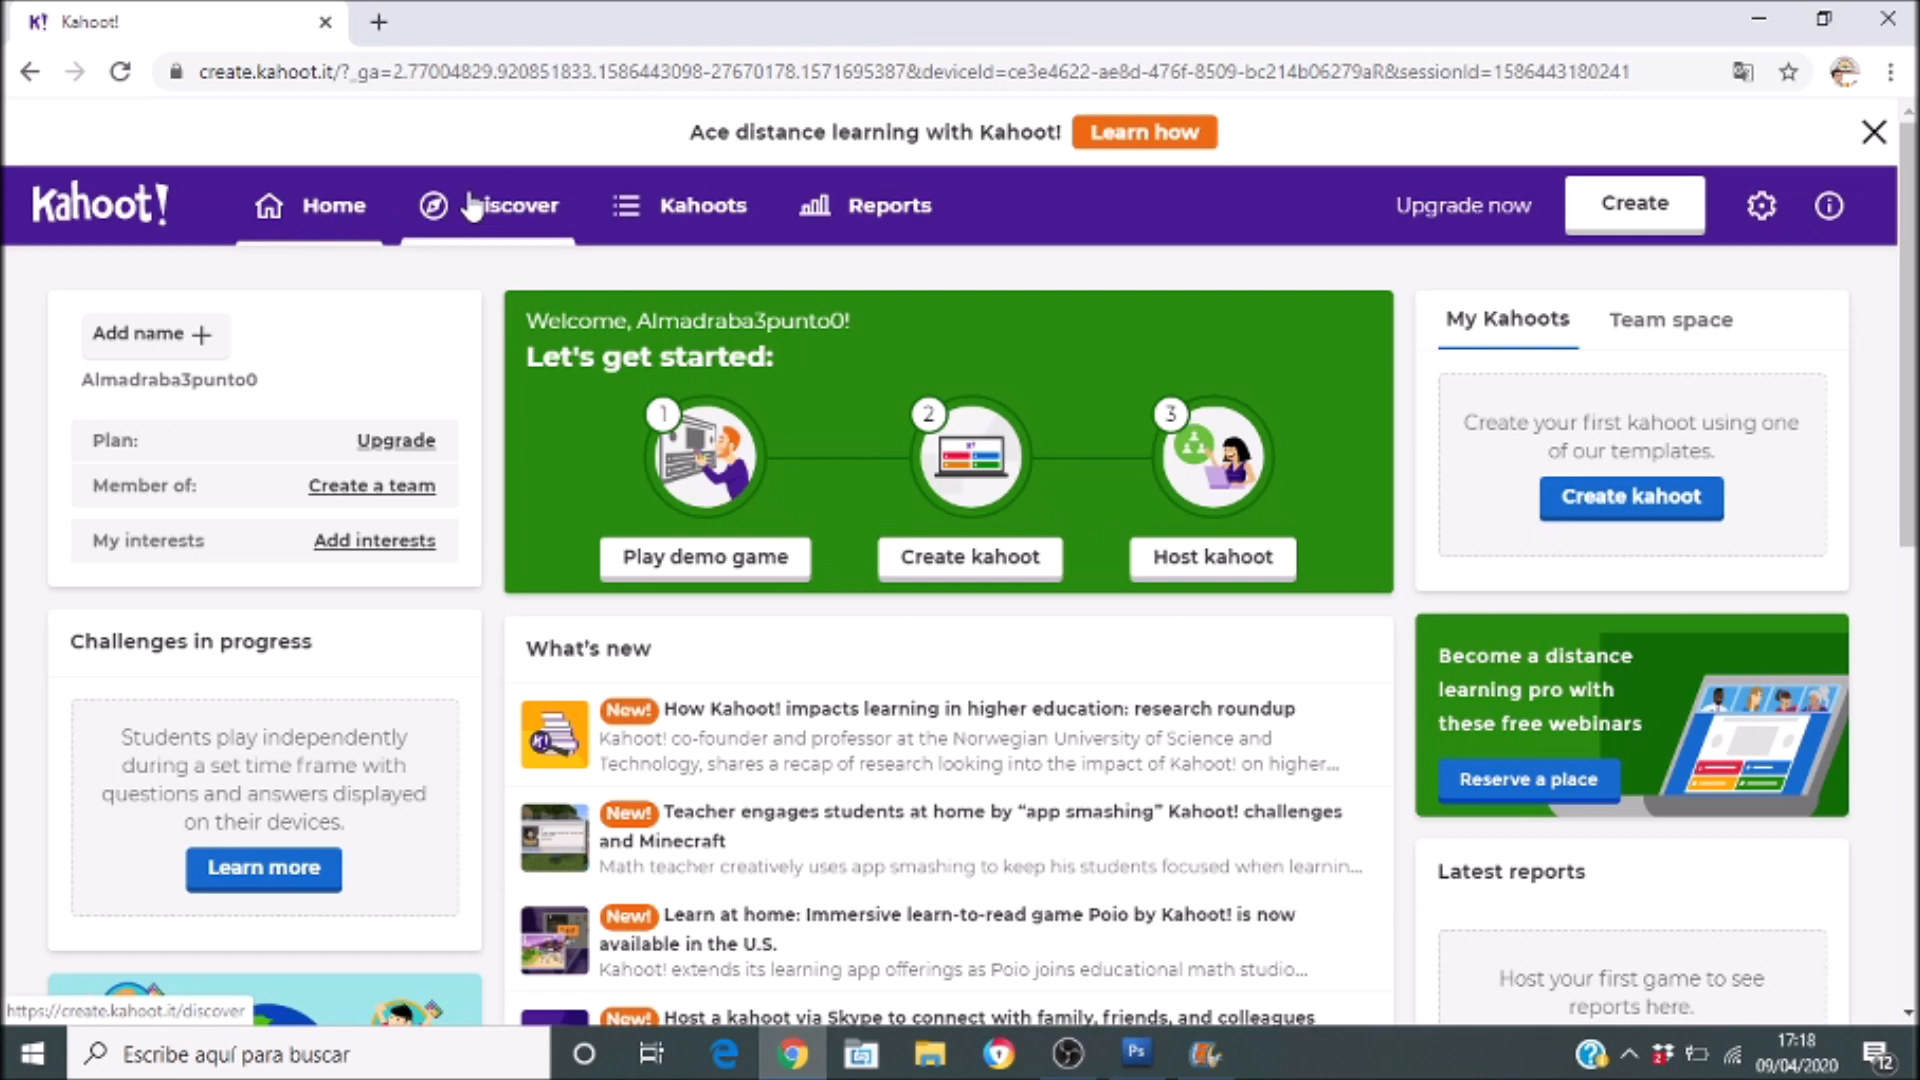 K! Kahoot!
create.kahoot.it/?_ga=2.77004829.920851833.1586443098-27670178.1571695387&deviceId=ce3e4622-ae8d-476f-8509-bc214b06279aR&sessionId=1586443180241
Ace distance learning with Kahoot! Learn how
Kahoot! Home Discover Kahoots Reports Upgrade now Create
Add name
Almadraba3punto0
Plan: Upgrade
Member of: Create a team
My interests Add interests
Challenges in progress
Students play independently
during a set time frame with
questions and answers displayed
on their devices.
Learn more
Welcome, Almadraba3punto0!
Let's get started:
1 2 3
Play demo game Create kahoot Host kahoot
What's new
New! How Kahoot! impacts learning in higher education: research roundup
Kahoot! co-founder and professor at the Norwegian University of Science and
Technology, shares a recap of research looking into the impact of Kahoot! on higher...
New! Teacher engages students at home by “app smashing” Kahoot! challenges
and Minecraft
Math teacher creatively uses app smashing to keep his students focused when learnin...
New! Learn at home: Immersive learn-to-read game Poio by Kahoot! is now
available in the U.S.
Kahoot! extends its learning app offerings as Poio joins educational math studio...
New! Host a kahoot via Skype to connect with family, friends, and colleagues
My Kahoots Team space
Create your first kahoot using one
of our templates.
Create kahoot
Become a distance
learning pro with
these free webinars
Reserve a place
Latest reports
Host your first game to see
reports here.
https://create.kahoot.it/discover
Escribe aquí para buscar
Ps
17:18
09/04/2020
12